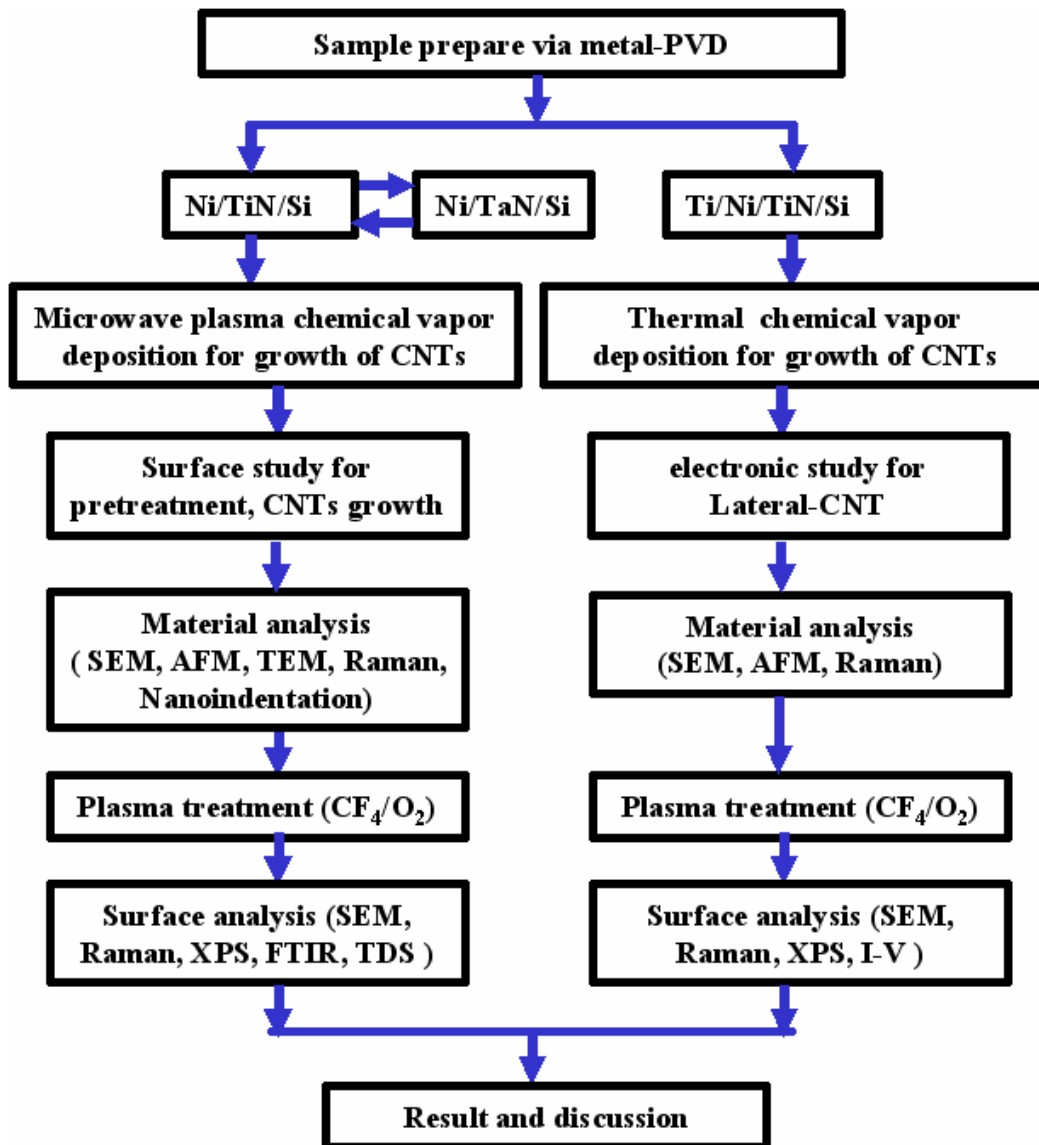 Sample prepare via metal-PVD
Ni/TiN/Si
Ni/TaN/Si
Ti/Ni/TiN/Si
Microwave plasma chemical vapor
deposition for growth of CNTs
Thermal chemical vapor
deposition for growth of CNTs
Surface study for
pretreatment, CNTs growth
electronic study for
Lateral-CNT
Material analysis
( SEM, AFM, TEM, Raman,
Nanoindentation)
Material analysis
(SEM, AFM, Raman)
Plasma treatment (CF₄/O₂)
Plasma treatment (CF₄/O₂)
Surface analysis (SEM,
Raman, XPS, FTIR, TDS )
Surface analysis (SEM,
Raman, XPS, I-V )
Result and discussion